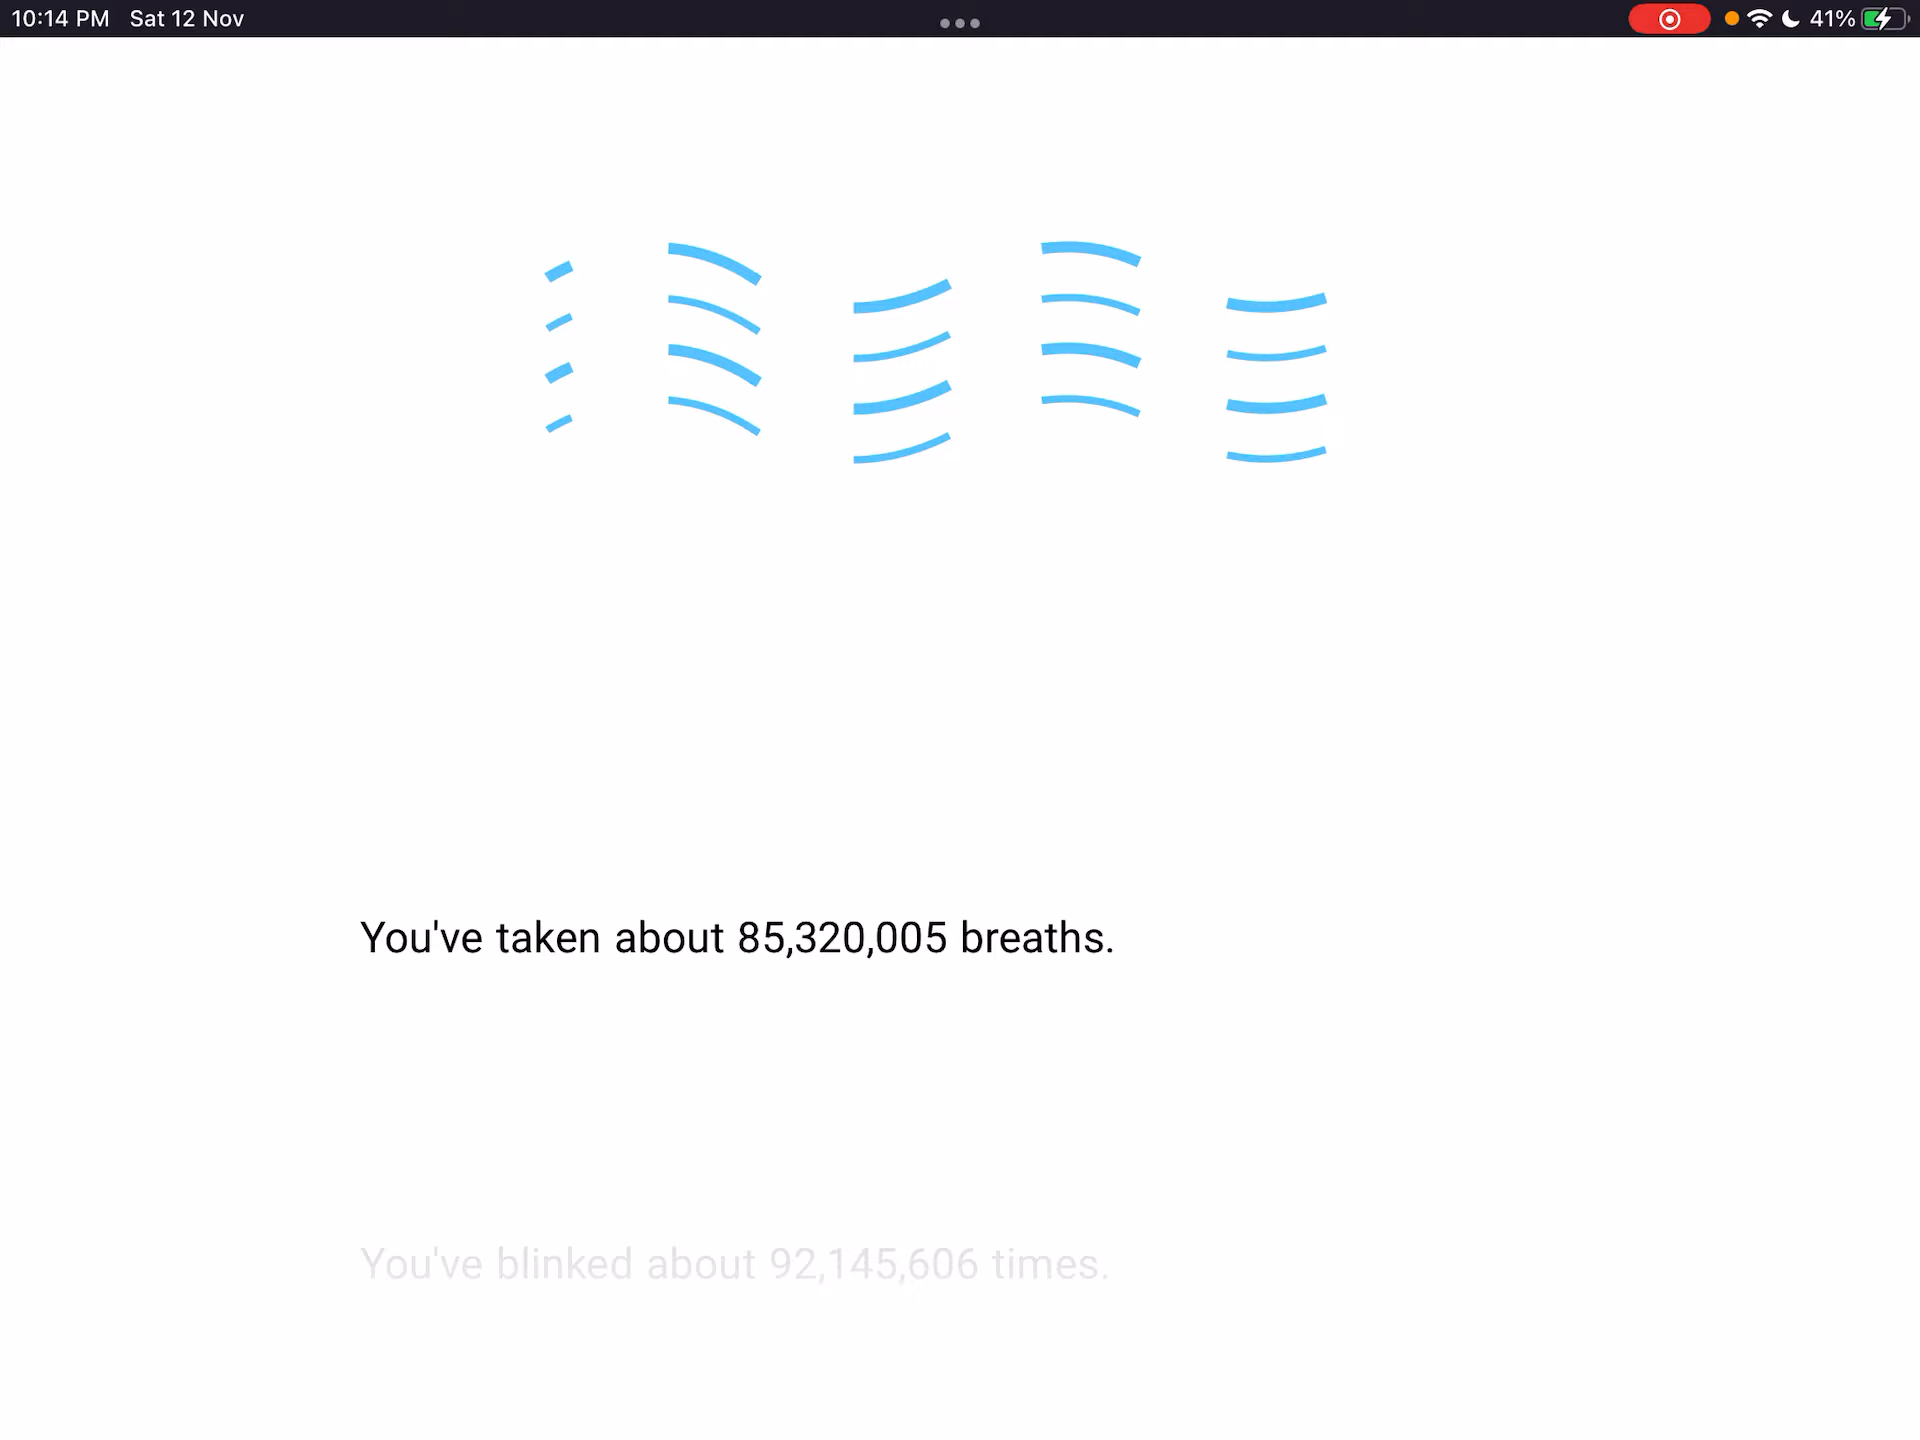 10:14 PM Sat 12 Nov
41%
You've taken about 85,320,005 breaths.
You've blinked about 92,145,606 times.